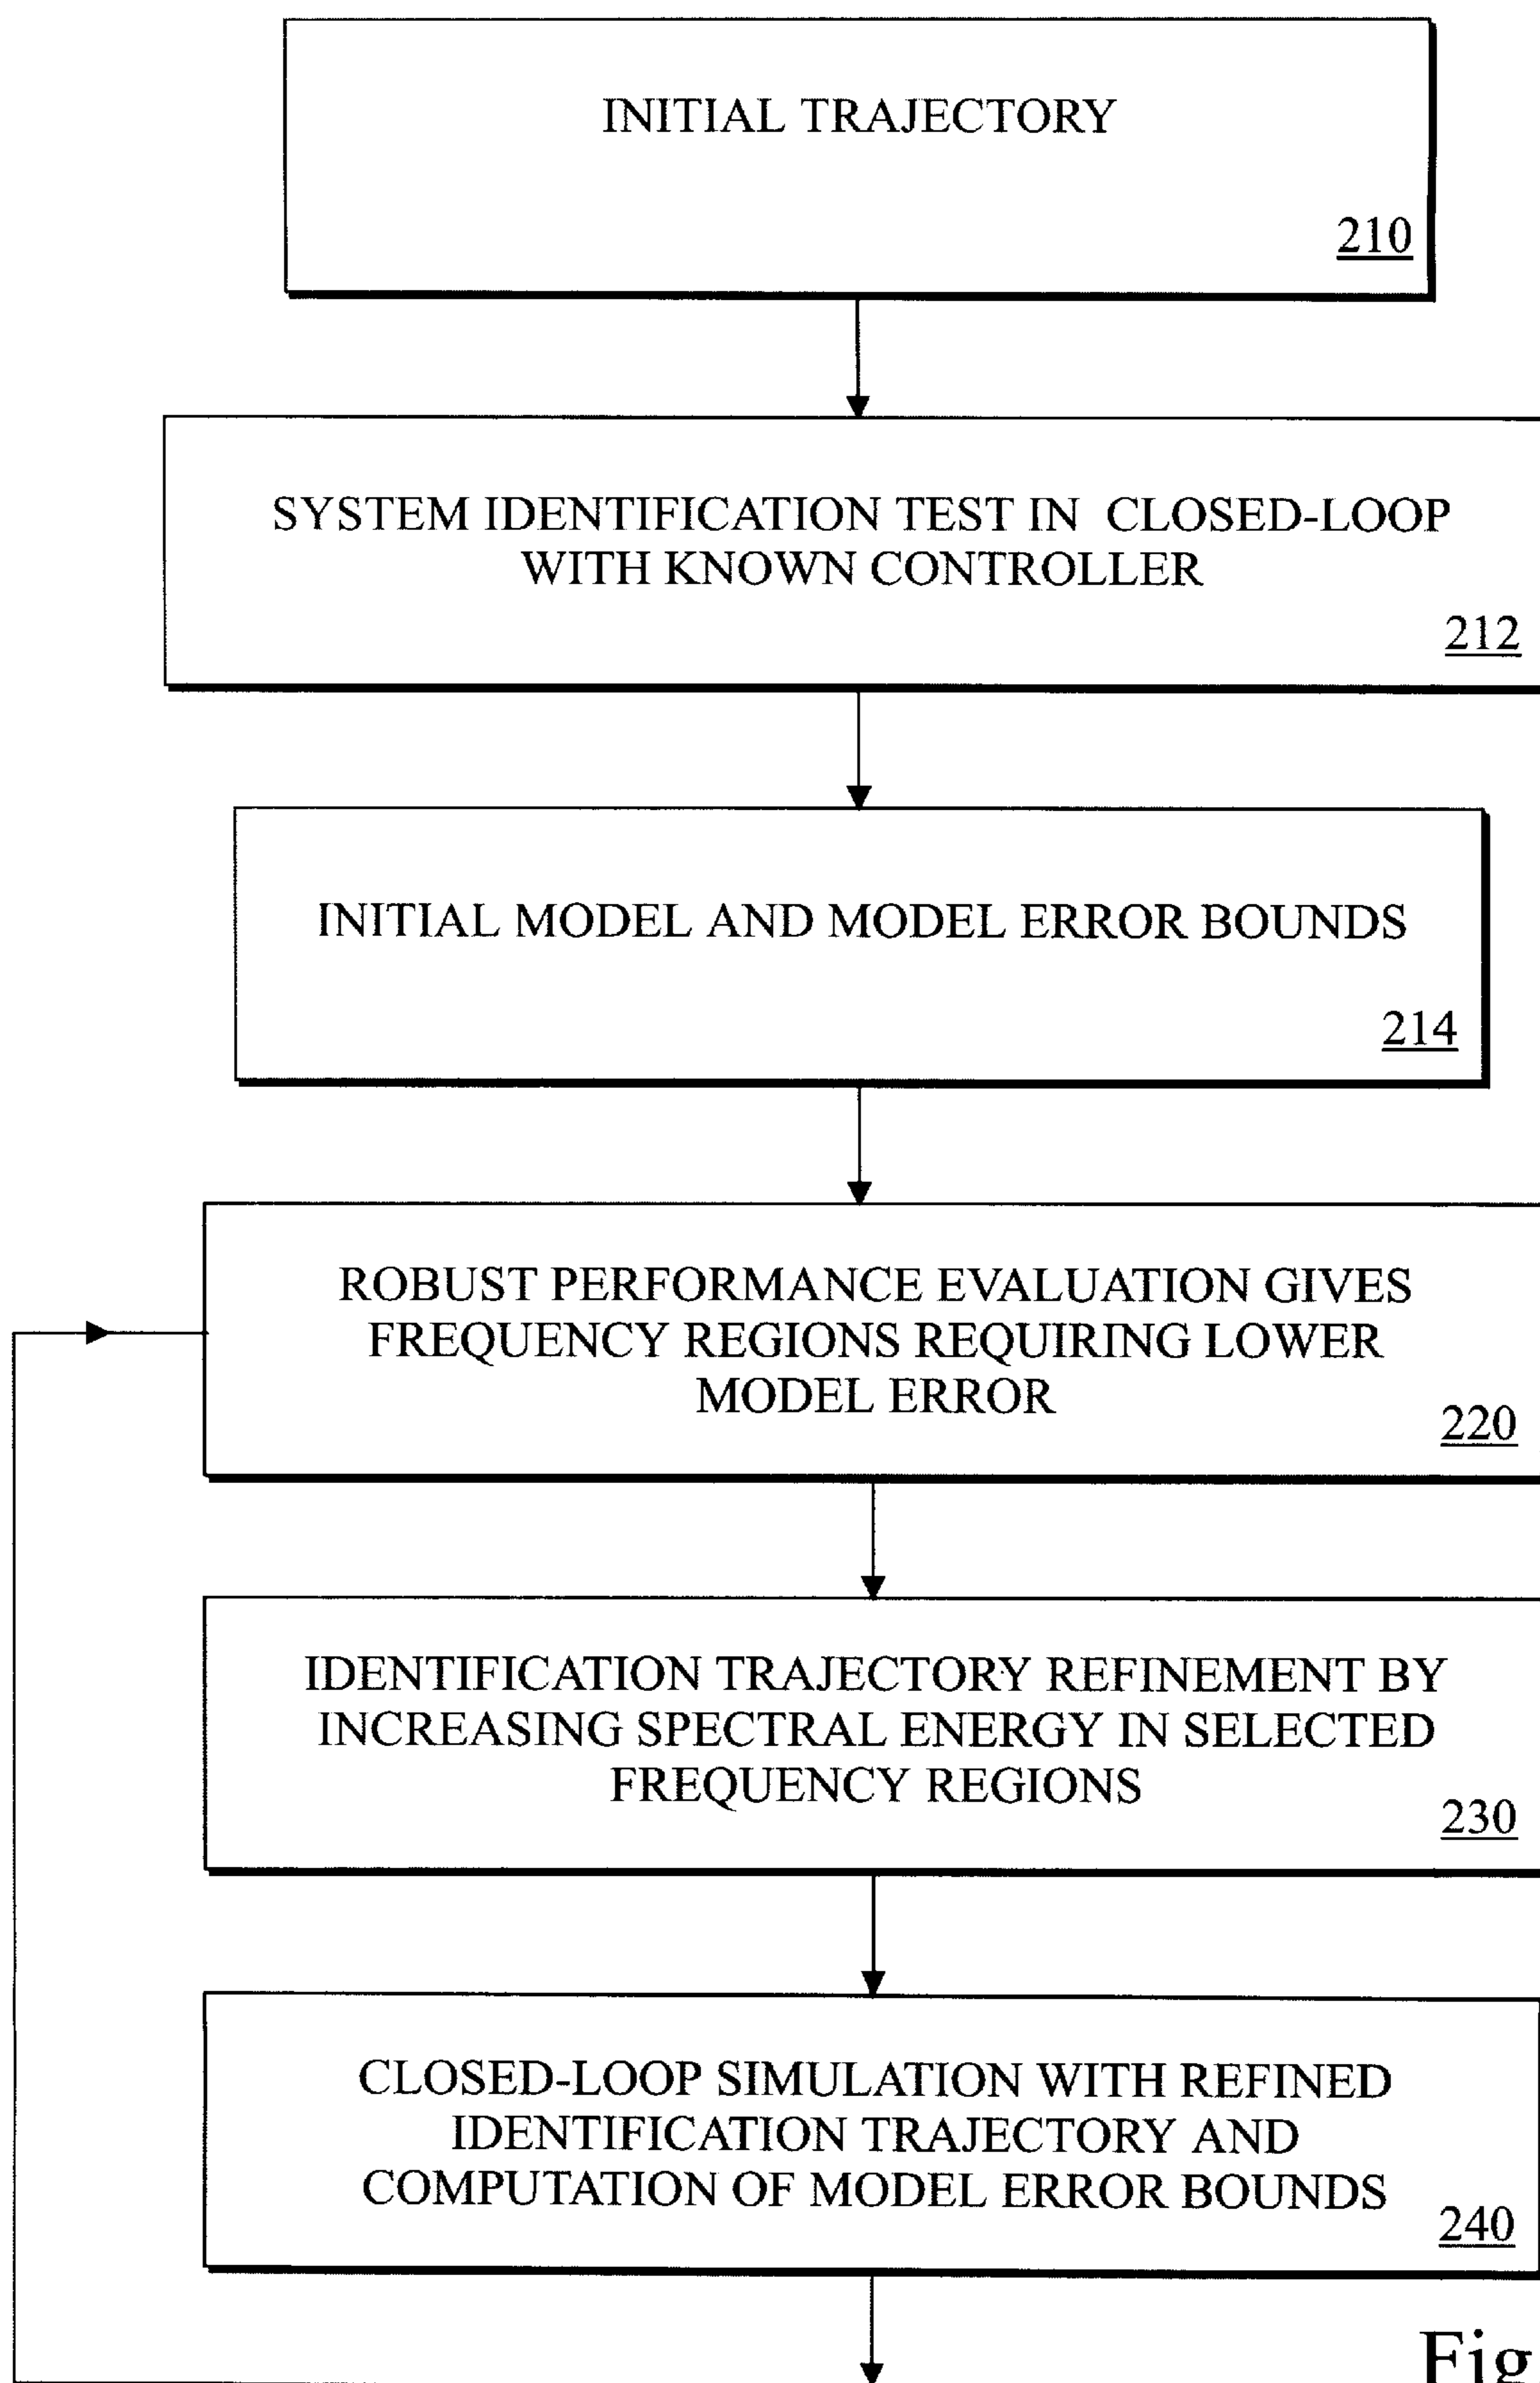 INITIAL TRAJECTORY
210
SYSTEM IDENTIFICATION TEST IN CLOSED-LOOP
WITH KNOWN CONTROLLER
212
INITIAL MODEL AND MODEL ERROR BOUNDS
214
ROBUST PERFORMANCE EVALUATION GIVES
FREQUENCY REGIONS REQUIRING LOWER
MODEL ERROR
220
IDENTIFICATION TRAJECTORY REFINEMENT BY
INCREASING SPECTRAL ENERGY IN SELECTED
FREQUENCY REGIONS
230
CLOSED-LOOP SIMULATION WITH REFINED
IDENTIFICATION TRAJECTORY AND
COMPUTATION OF MODEL ERROR BOUNDS
240
Fig